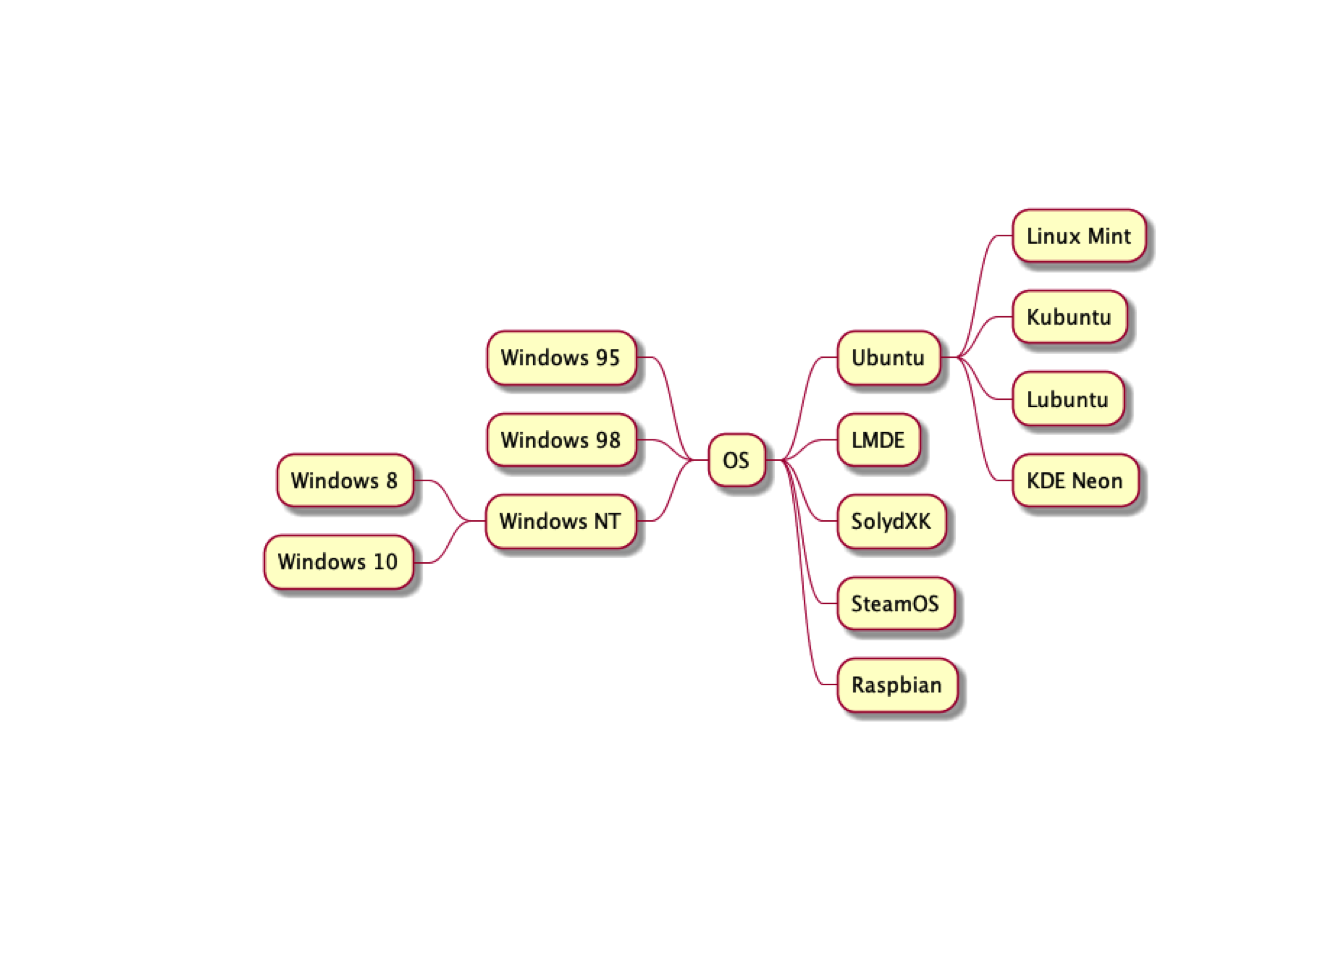 Linux Mint
Kubuntu
Windows 95
Ubuntu
Lubuntu
Windows 98
OS
LMDE
Windows 8
KDE Neon
Windows NT
SolydXK
Windows 10
SteamOS
Raspbian